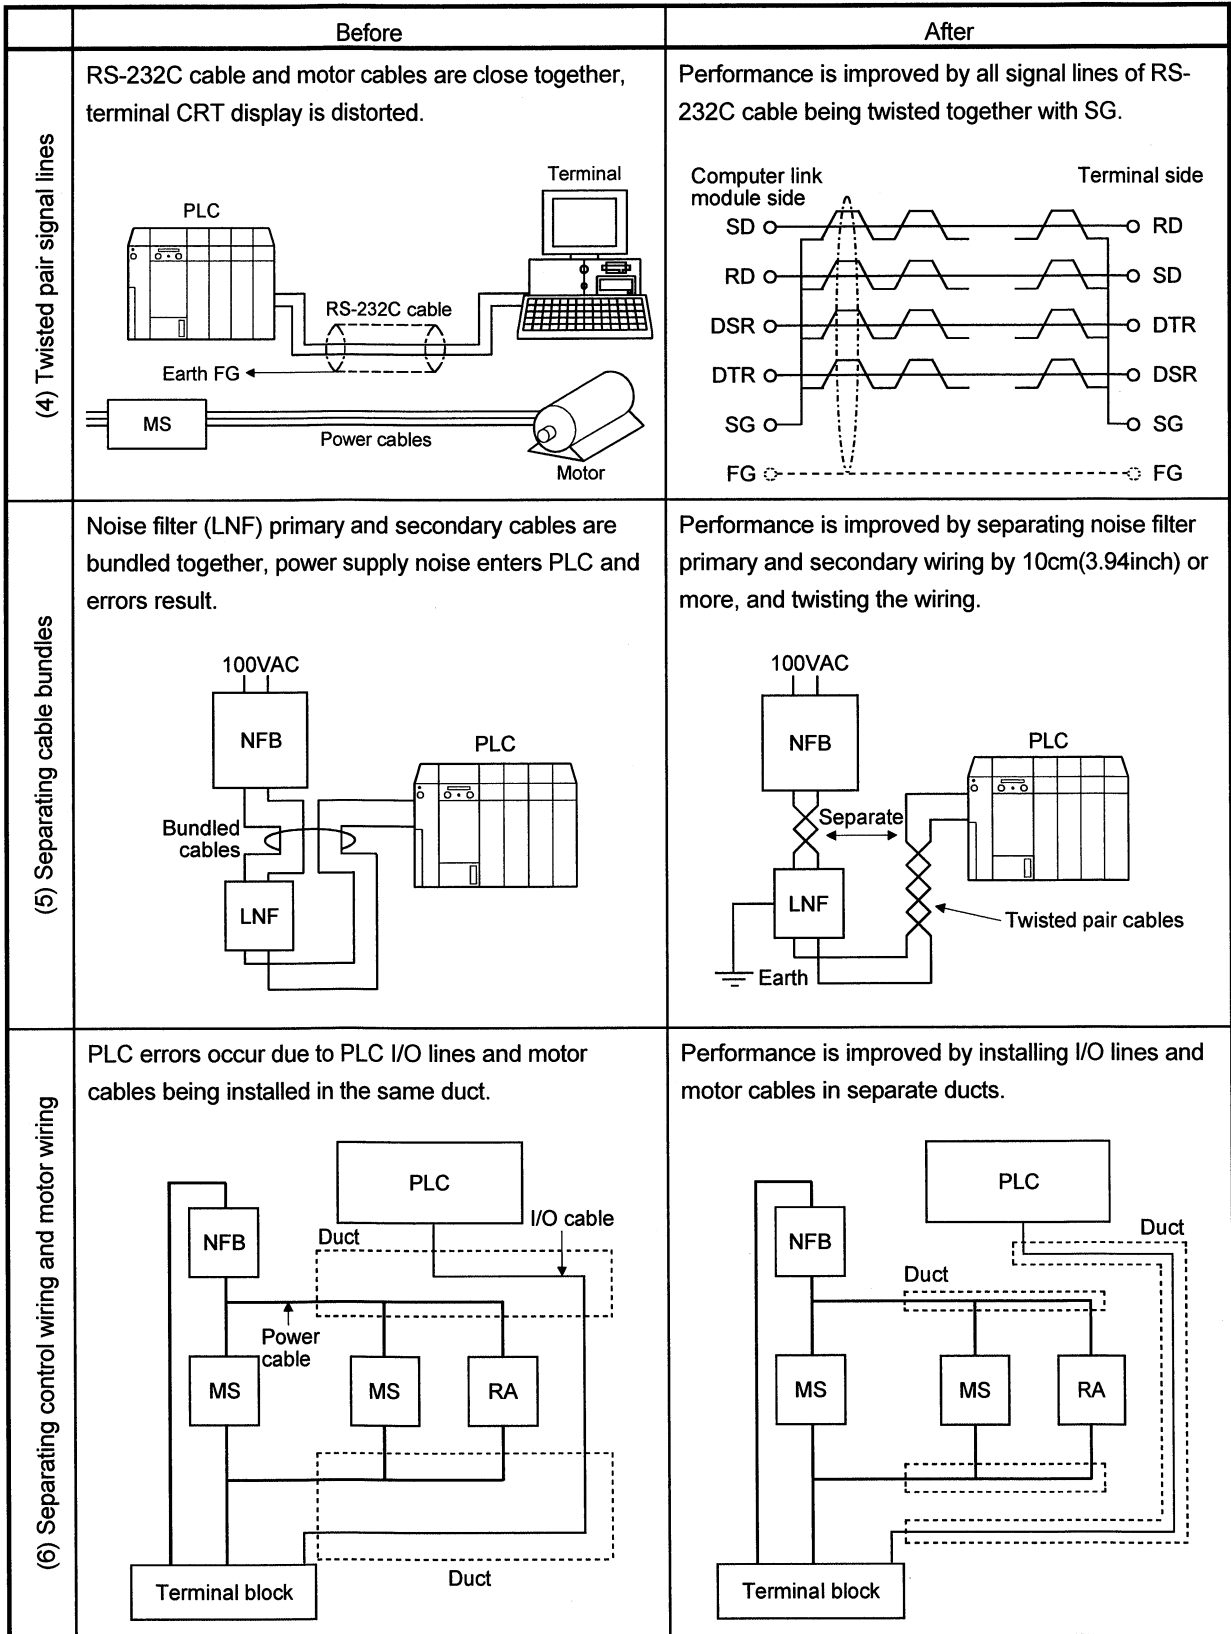 Before
After
(4) Twisted pair signal lines
RS-232C cable and motor cables are close together,
terminal CRT display is distorted.
PLC
Terminal
RS-232C cable
Earth FG
MS
Power cables
Motor
Performance is improved by all signal lines of RS-
232C cable being twisted together with SG.
Computer link
module side
Terminal side
SD
RD
RD
SD
DSR
DTR
DTR
DSR
SG
SG
FG
FG
(5) Separating cable bundles
Noise filter (LNF) primary and secondary cables are
bundled together, power supply noise enters PLC and
errors result.
100VAC
NFB
PLC
Bundled
cables
LNF
Performance is improved by separating noise filter
primary and secondary wiring by 10cm(3.94inch) or
more, and twisting the wiring.
100VAC
NFB
PLC
Separate
LNF
Twisted pair cables
Earth
(6) Separating control wiring and motor wiring
PLC errors occur due to PLC I/O lines and motor
cables being installed in the same duct.
PLC
I/O cable
NFB
Duct
Power
cable
MS
MS
RA
Terminal block
Duct
Performance is improved by installing I/O lines and
motor cables in separate ducts.
PLC
Duct
NFB
Duct
MS
MS
RA
Terminal block